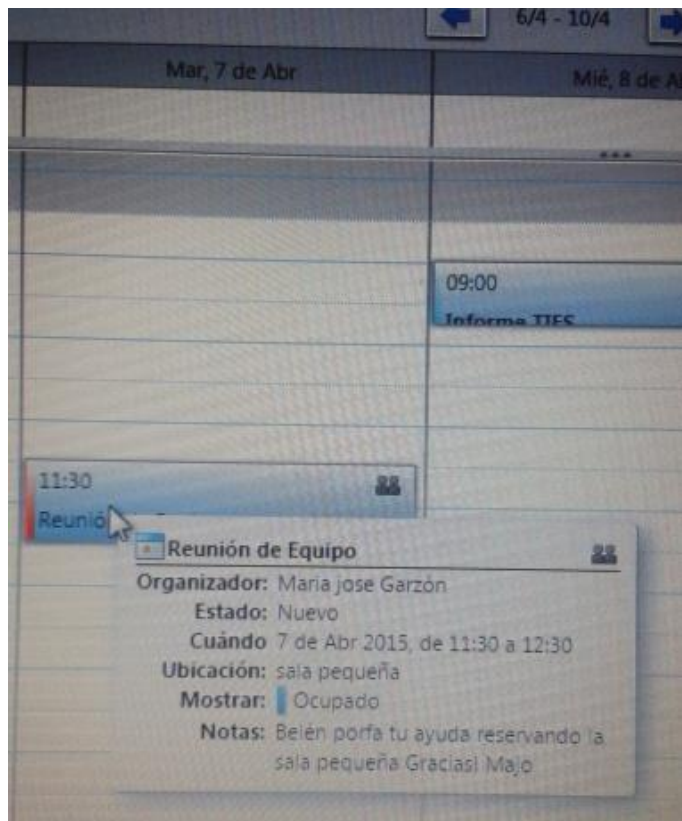 6/4 - 10/4
Mar, 7 de Abr
Mié, 8 de
09:00
Informe
11:30
Reunión de Equipo
Organizador: Maria jose Garzón
Estado: Nuevo
Cuándo 7 de Abr 2015, de 11:30 a 12:30
Ubicación: sala pequeña
Mostrar: Ocupado
Notas: Belén porfa tu ayuda reservando la
sala pequeña Gracias! Majo